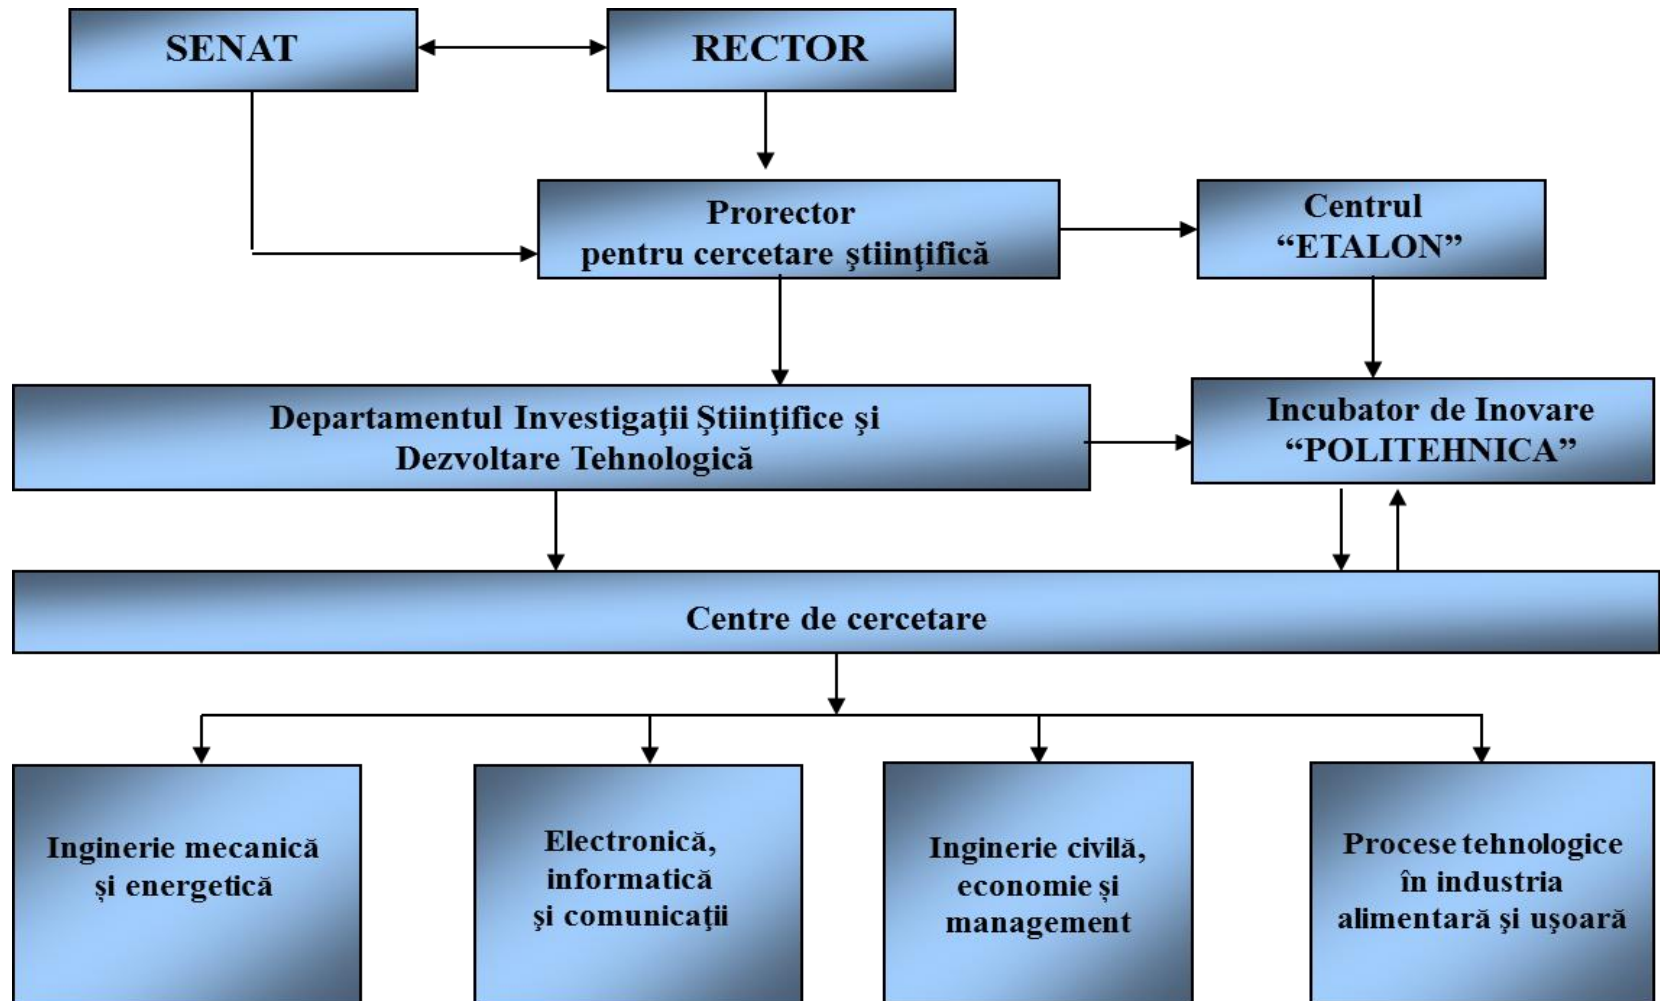 SENAT
RECTOR
Prorector
pentru cercetare ştiinţifică
Centrul
“ETALON”
Departamentul Investigaţii Ştiinţifice şi
Dezvoltare Tehnologică
Incubator de Inovare
“POLITEHNICA”
Centre de cercetare
Inginerie mecanică
și energetică
Electronică,
informatică
şi comunicaţii
Inginerie civilă,
economie și
management
Procese tehnologice
în industria
alimentară şi uşoară